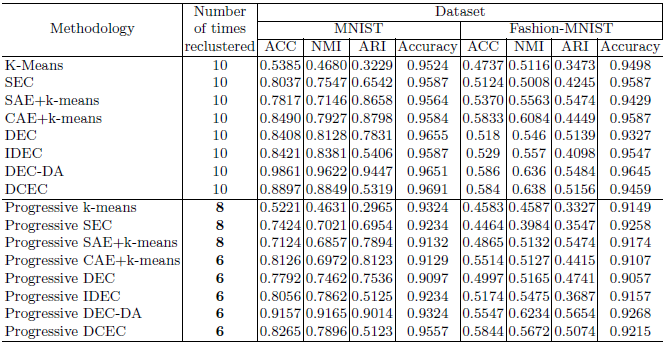 Methodology Number of times reclustered Dataset
MNIST Fashion-MNIST
ACC NMI ARI Accuracy ACC NMI ARI Accuracy
K-Means 10 0.5385 0.4680 0.3229 0.9524 0.4737 0.5116 0.3473 0.9498
SEC 10 0.8037 0.7547 0.6542 0.9587 0.5124 0.5008 0.4245 0.9587
SAE+k-means 10 0.7817 0.7146 0.8658 0.9564 0.5370 0.5563 0.5474 0.9429
CAE+k-means 10 0.8490 0.7927 0.8798 0.9584 0.5833 0.6084 0.4449 0.9587
DEC 10 0.8408 0.8128 0.7831 0.9655 0.518 0.546 0.5139 0.9327
IDEC 10 0.8421 0.8381 0.5406 0.9587 0.529 0.557 0.4098 0.9547
DEC-DA 10 0.9861 0.9622 0.9447 0.9651 0.586 0.636 0.5484 0.9645
DCEC 10 0.8897 0.8849 0.5319 0.9691 0.584 0.638 0.5156 0.9459
Progressive k-means 8 0.5221 0.4631 0.2965 0.9324 0.4583 0.4587 0.3327 0.9149
Progressive SEC 8 0.7424 0.7021 0.6954 0.9234 0.4464 0.3984 0.3547 0.9258
Progressive SAE+k-means 8 0.7124 0.6857 0.7894 0.9132 0.4865 0.5132 0.5474 0.9174
Progressive CAE+k-means 6 0.8126 0.6972 0.8123 0.9129 0.5514 0.5127 0.4415 0.9107
Progressive DEC 6 0.7792 0.7462 0.7536 0.9097 0.4997 0.5165 0.4741 0.9057
Progressive IDEC 6 0.8056 0.7862 0.5125 0.9234 0.5174 0.5475 0.3687 0.9157
Progressive DEC-DA 6 0.9157 0.9165 0.9014 0.9334 0.5547 0.6234 0.5654 0.9268
Progressive DCEC 6 0.8265 0.7896 0.5123 0.9557 0.5844 0.5672 0.5074 0.9215